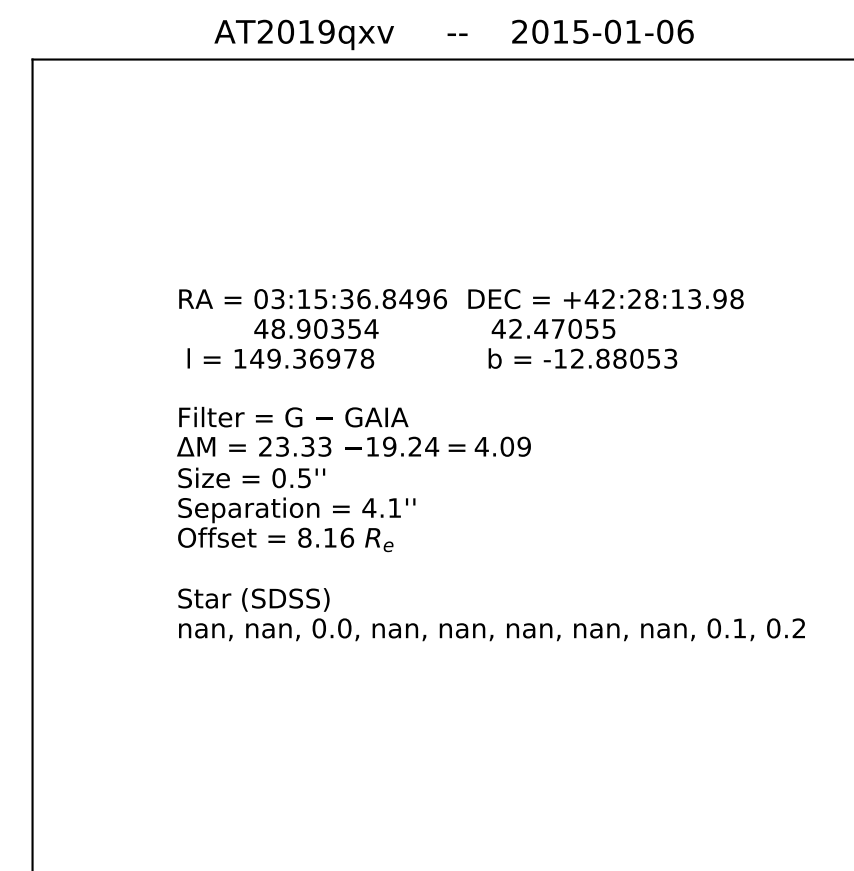 AT2019qxv -- 2015-01-06
RA = 03:15:36.8496 DEC = +42:28:13.98
48.90354 42.47055
l = 149.36978 b = -12.88053
Filter = G − GAIA
ΔM = 23.33 −19.24 = 4.09
Size = 0.5''
Separation = 4.1''
Offset = 8.16 Rₑ
Star (SDSS)
nan, nan, 0.0, nan, nan, nan, nan, nan, 0.1, 0.2